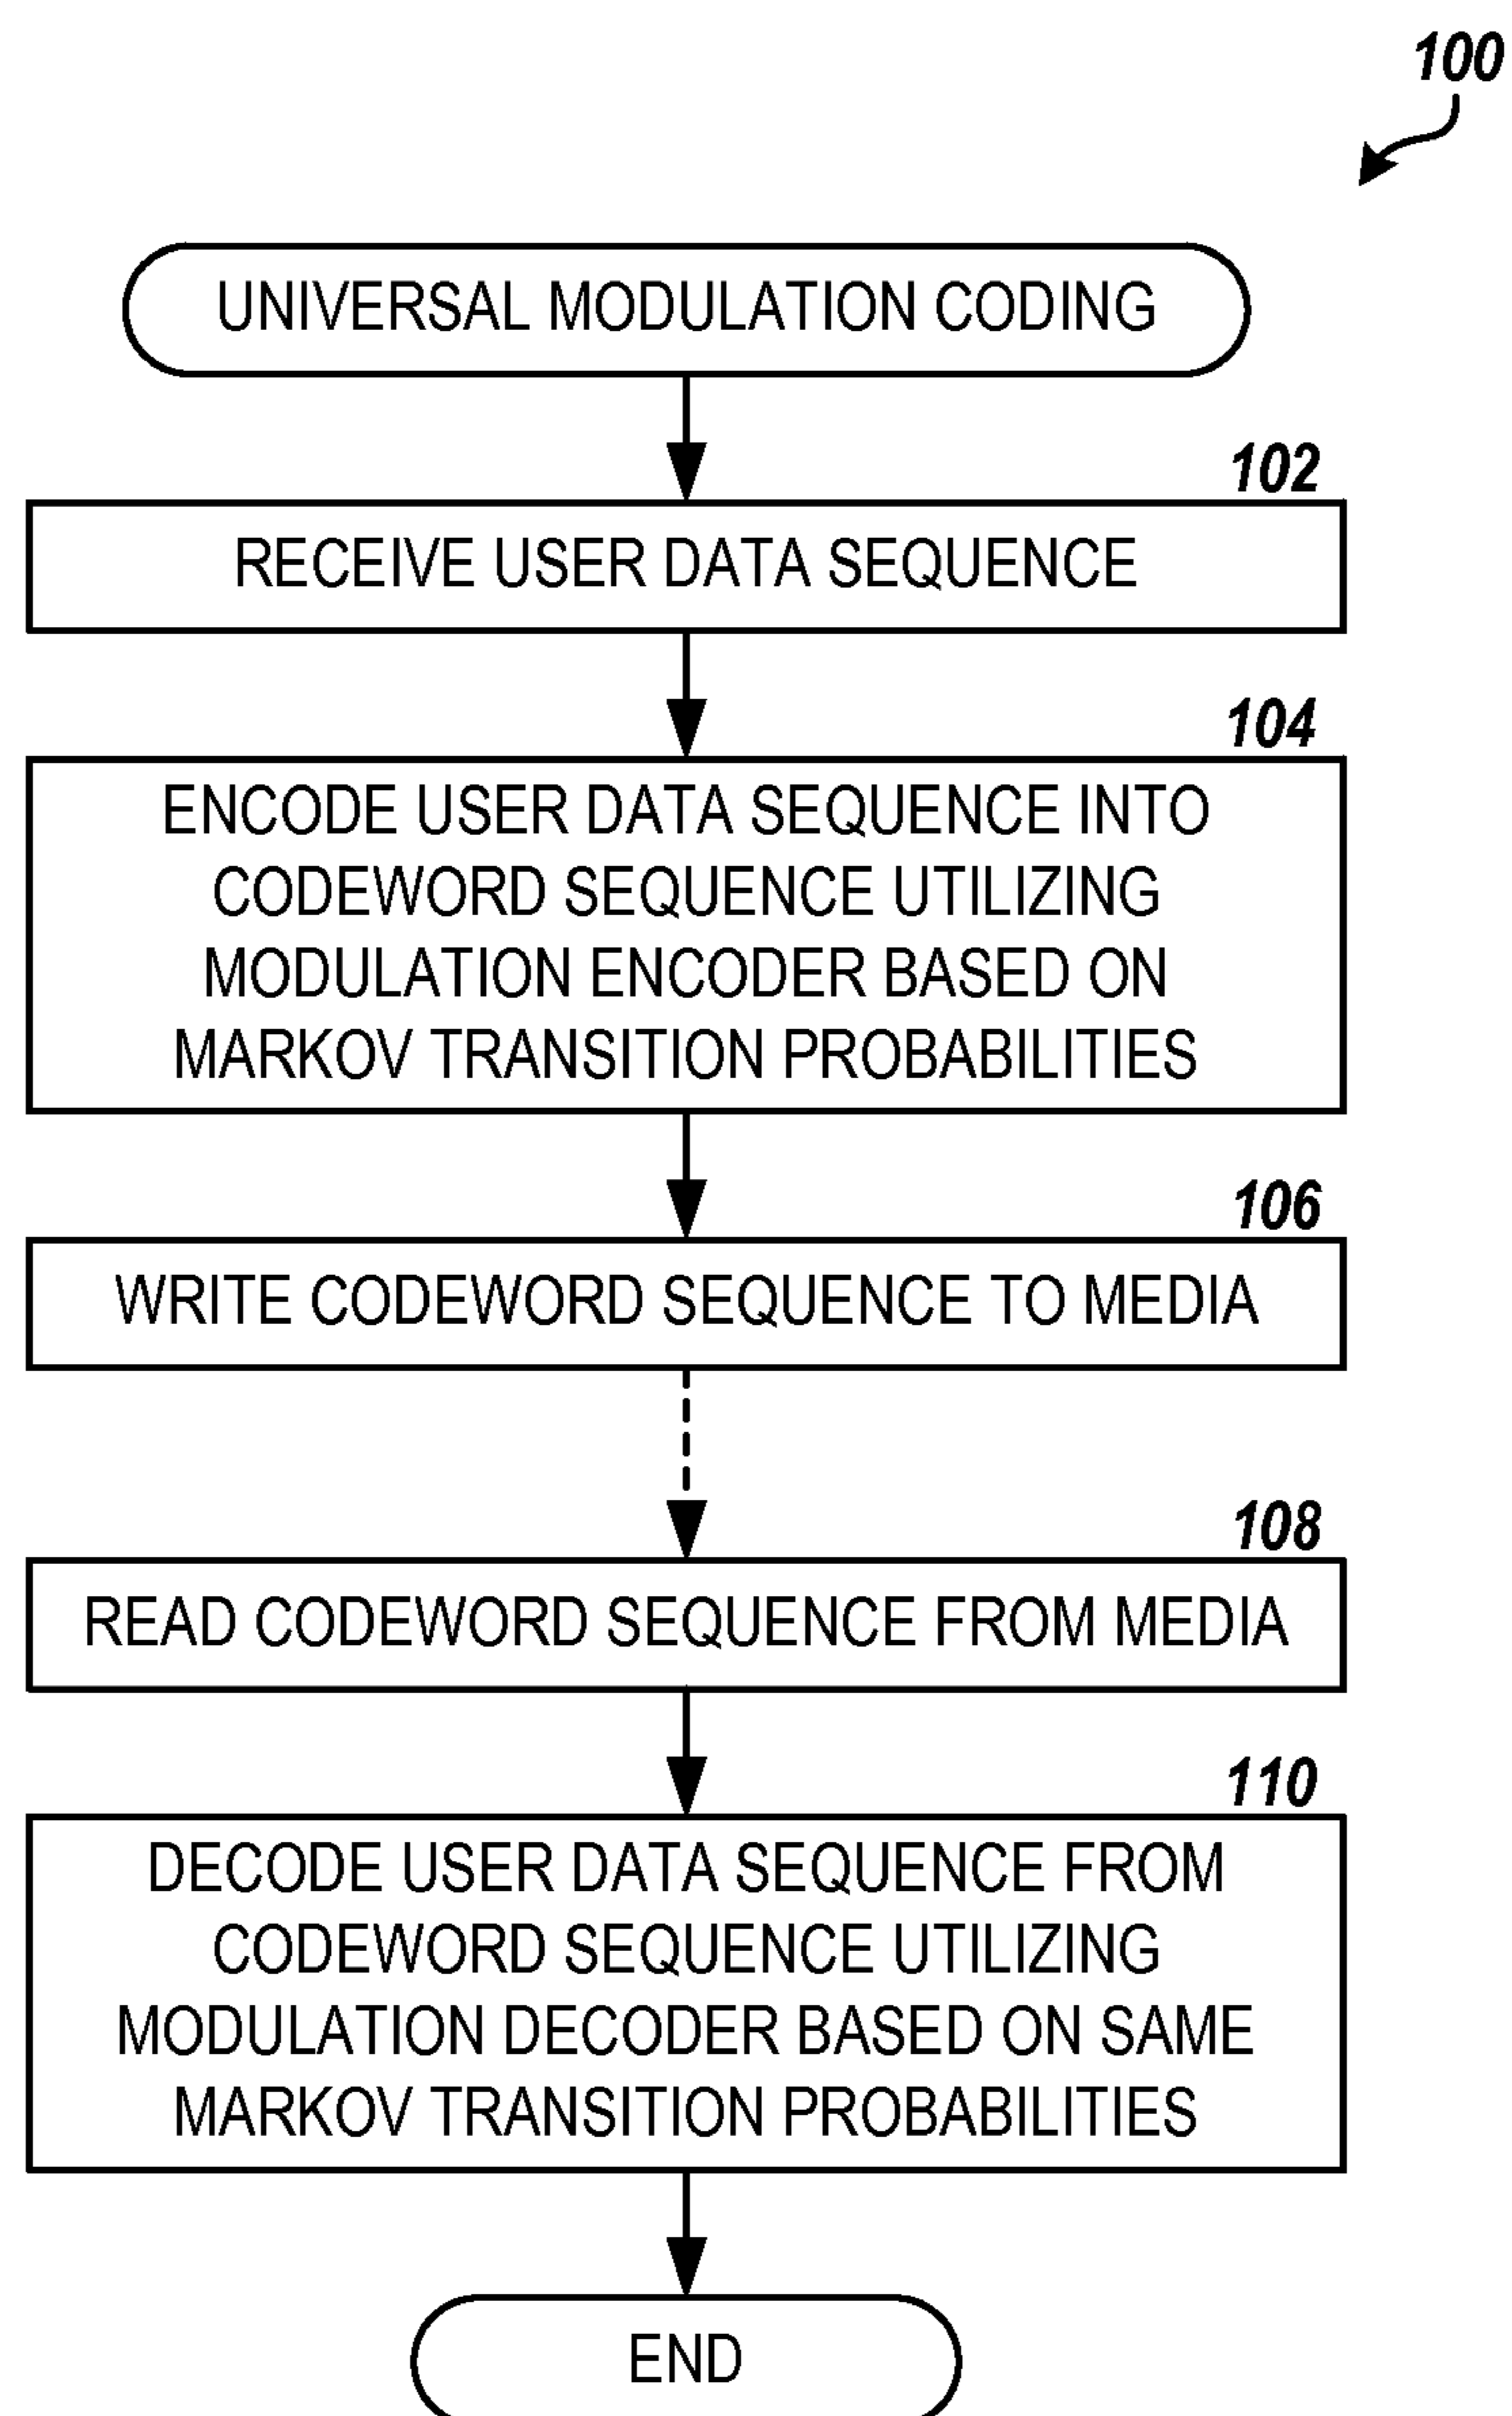 100
UNIVERSAL MODULATION CODING
102
RECEIVE USER DATA SEQUENCE
104
ENCODE USER DATA SEQUENCE INTO
CODEWORD SEQUENCE UTILIZING
MODULATION ENCODER BASED ON
MARKOV TRANSITION PROBABILITIES
106
WRITE CODEWORD SEQUENCE TO MEDIA
108
READ CODEWORD SEQUENCE FROM MEDIA
110
DECODE USER DATA SEQUENCE FROM
CODEWORD SEQUENCE UTILIZING
MODULATION DECODER BASED ON SAME
MARKOV TRANSITION PROBABILITIES
END